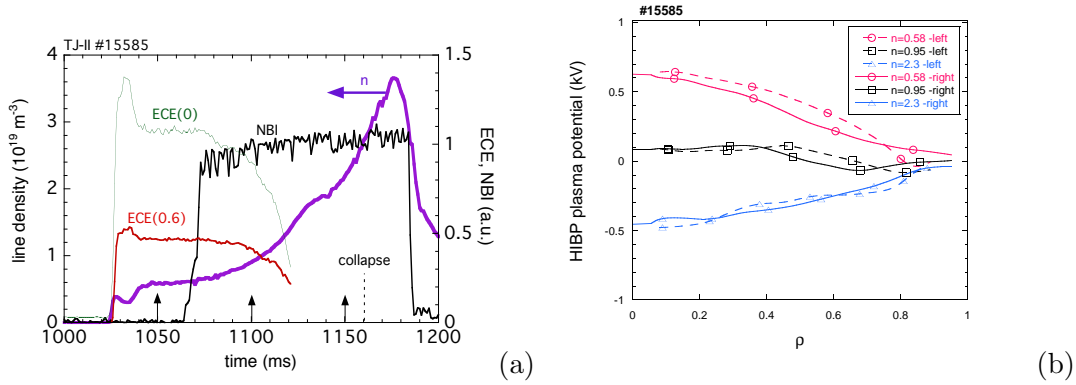 TJ-II #15585
4
3
2
1
0
line density (10¹⁹ m⁻³)
1.5
1
0.5
0
ECE, NBI (a.u.)
n
ECE(0)
NBI
ECE(0.6)
collapse
1000
1050
1100
1150
1200
time (ms)
(a)
#15585
1
0.5
0
-0.5
-1
HIBP plasma potential (kV)
n=0.58 -left
n=0.95 -left
n=2.3 -left
n=0.58 -right
n=0.95 -right
n=2.3 -right
0
0.2
0.4
0.6
0.8
1
ρ
(b)